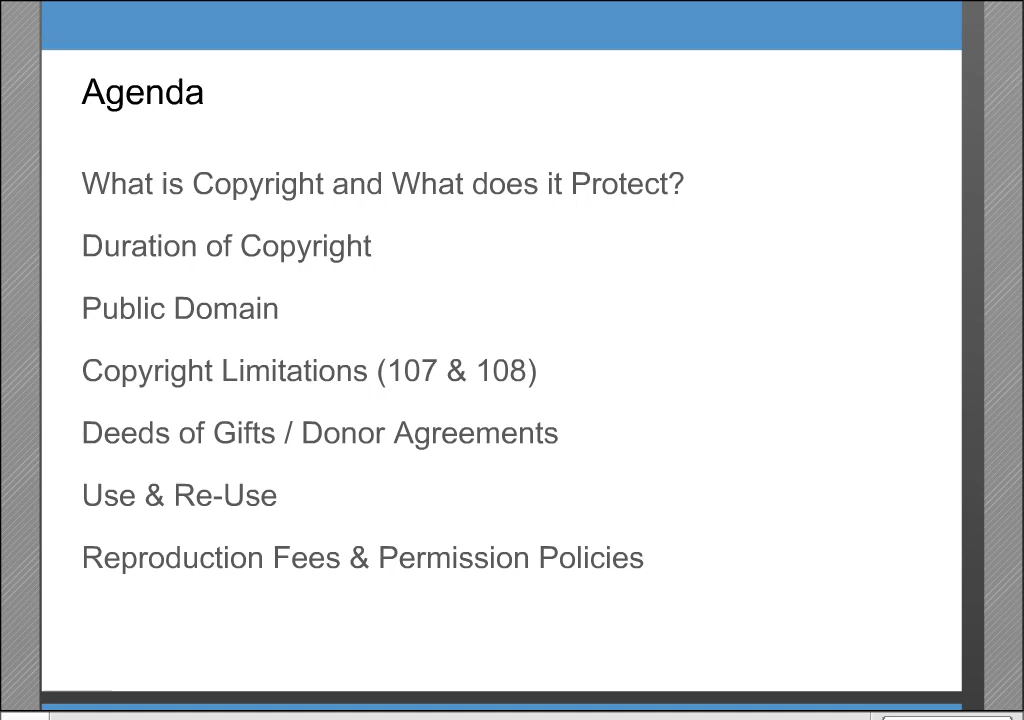 Agenda
What is Copyright and What does it Protect?
Duration of Copyright
Public Domain
Copyright Limitations (107 & 108)
Deeds of Gifts / Donor Agreements
Use & Re-Use
Reproduction Fees & Permission Policies